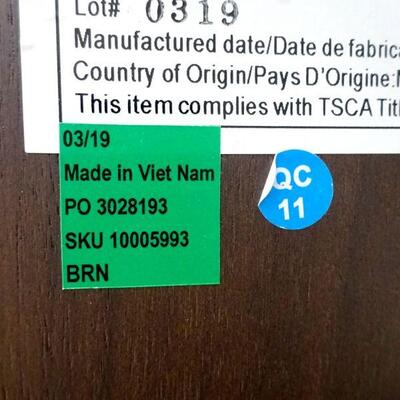 Lot# 0319
Manufactured date/Date de fabrica
Country of Origin/Pays D'Origine:
This item complies with TSCA Titl
03/19
Made in Viet Nam
PO 3028193
SKU 10005993
BRN
QC
11